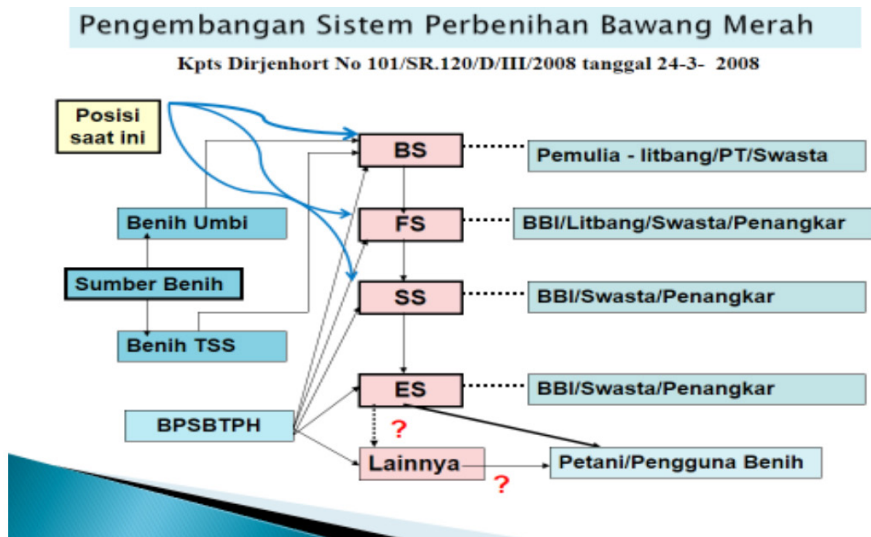 Pengembangan Sistem Perbenihan Bawang Merah
Kpts Dirjenhort No 101/SR.120/D/III/2008 tanggal 24-3- 2008
Posisi
saat ini
BS
Pemulia - litbang/PT/Swasta
Benih Umbi
FS
BBI/Litbang/Swasta/Penangkar
Sumber Benih
SS
BBI/Swasta/Penangkar
Benih TSS
ES
BBI/Swasta/Penangkar
BPSBTPH
?
Lainnya
Petani/Pengguna Benih
?